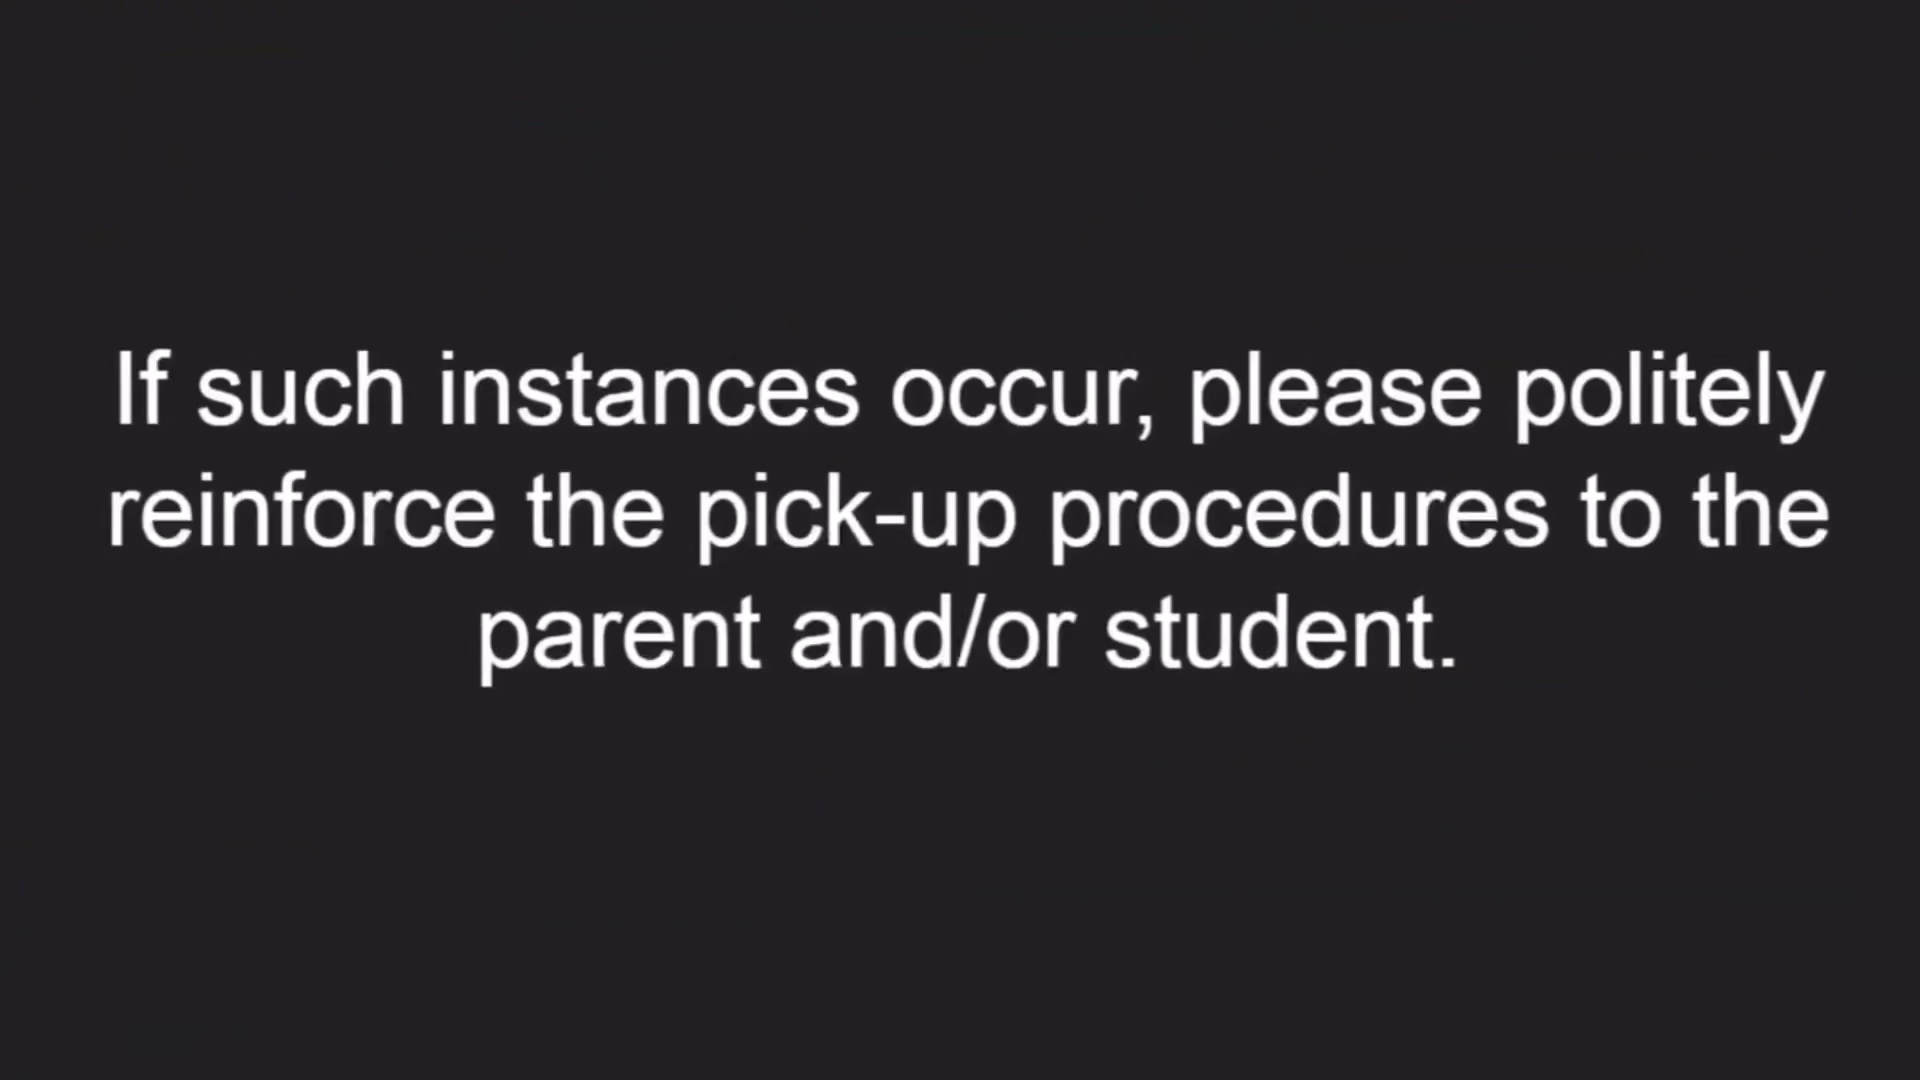 If such instances occur, please politely
reinforce the pick-up procedures to the
parent and/or student.